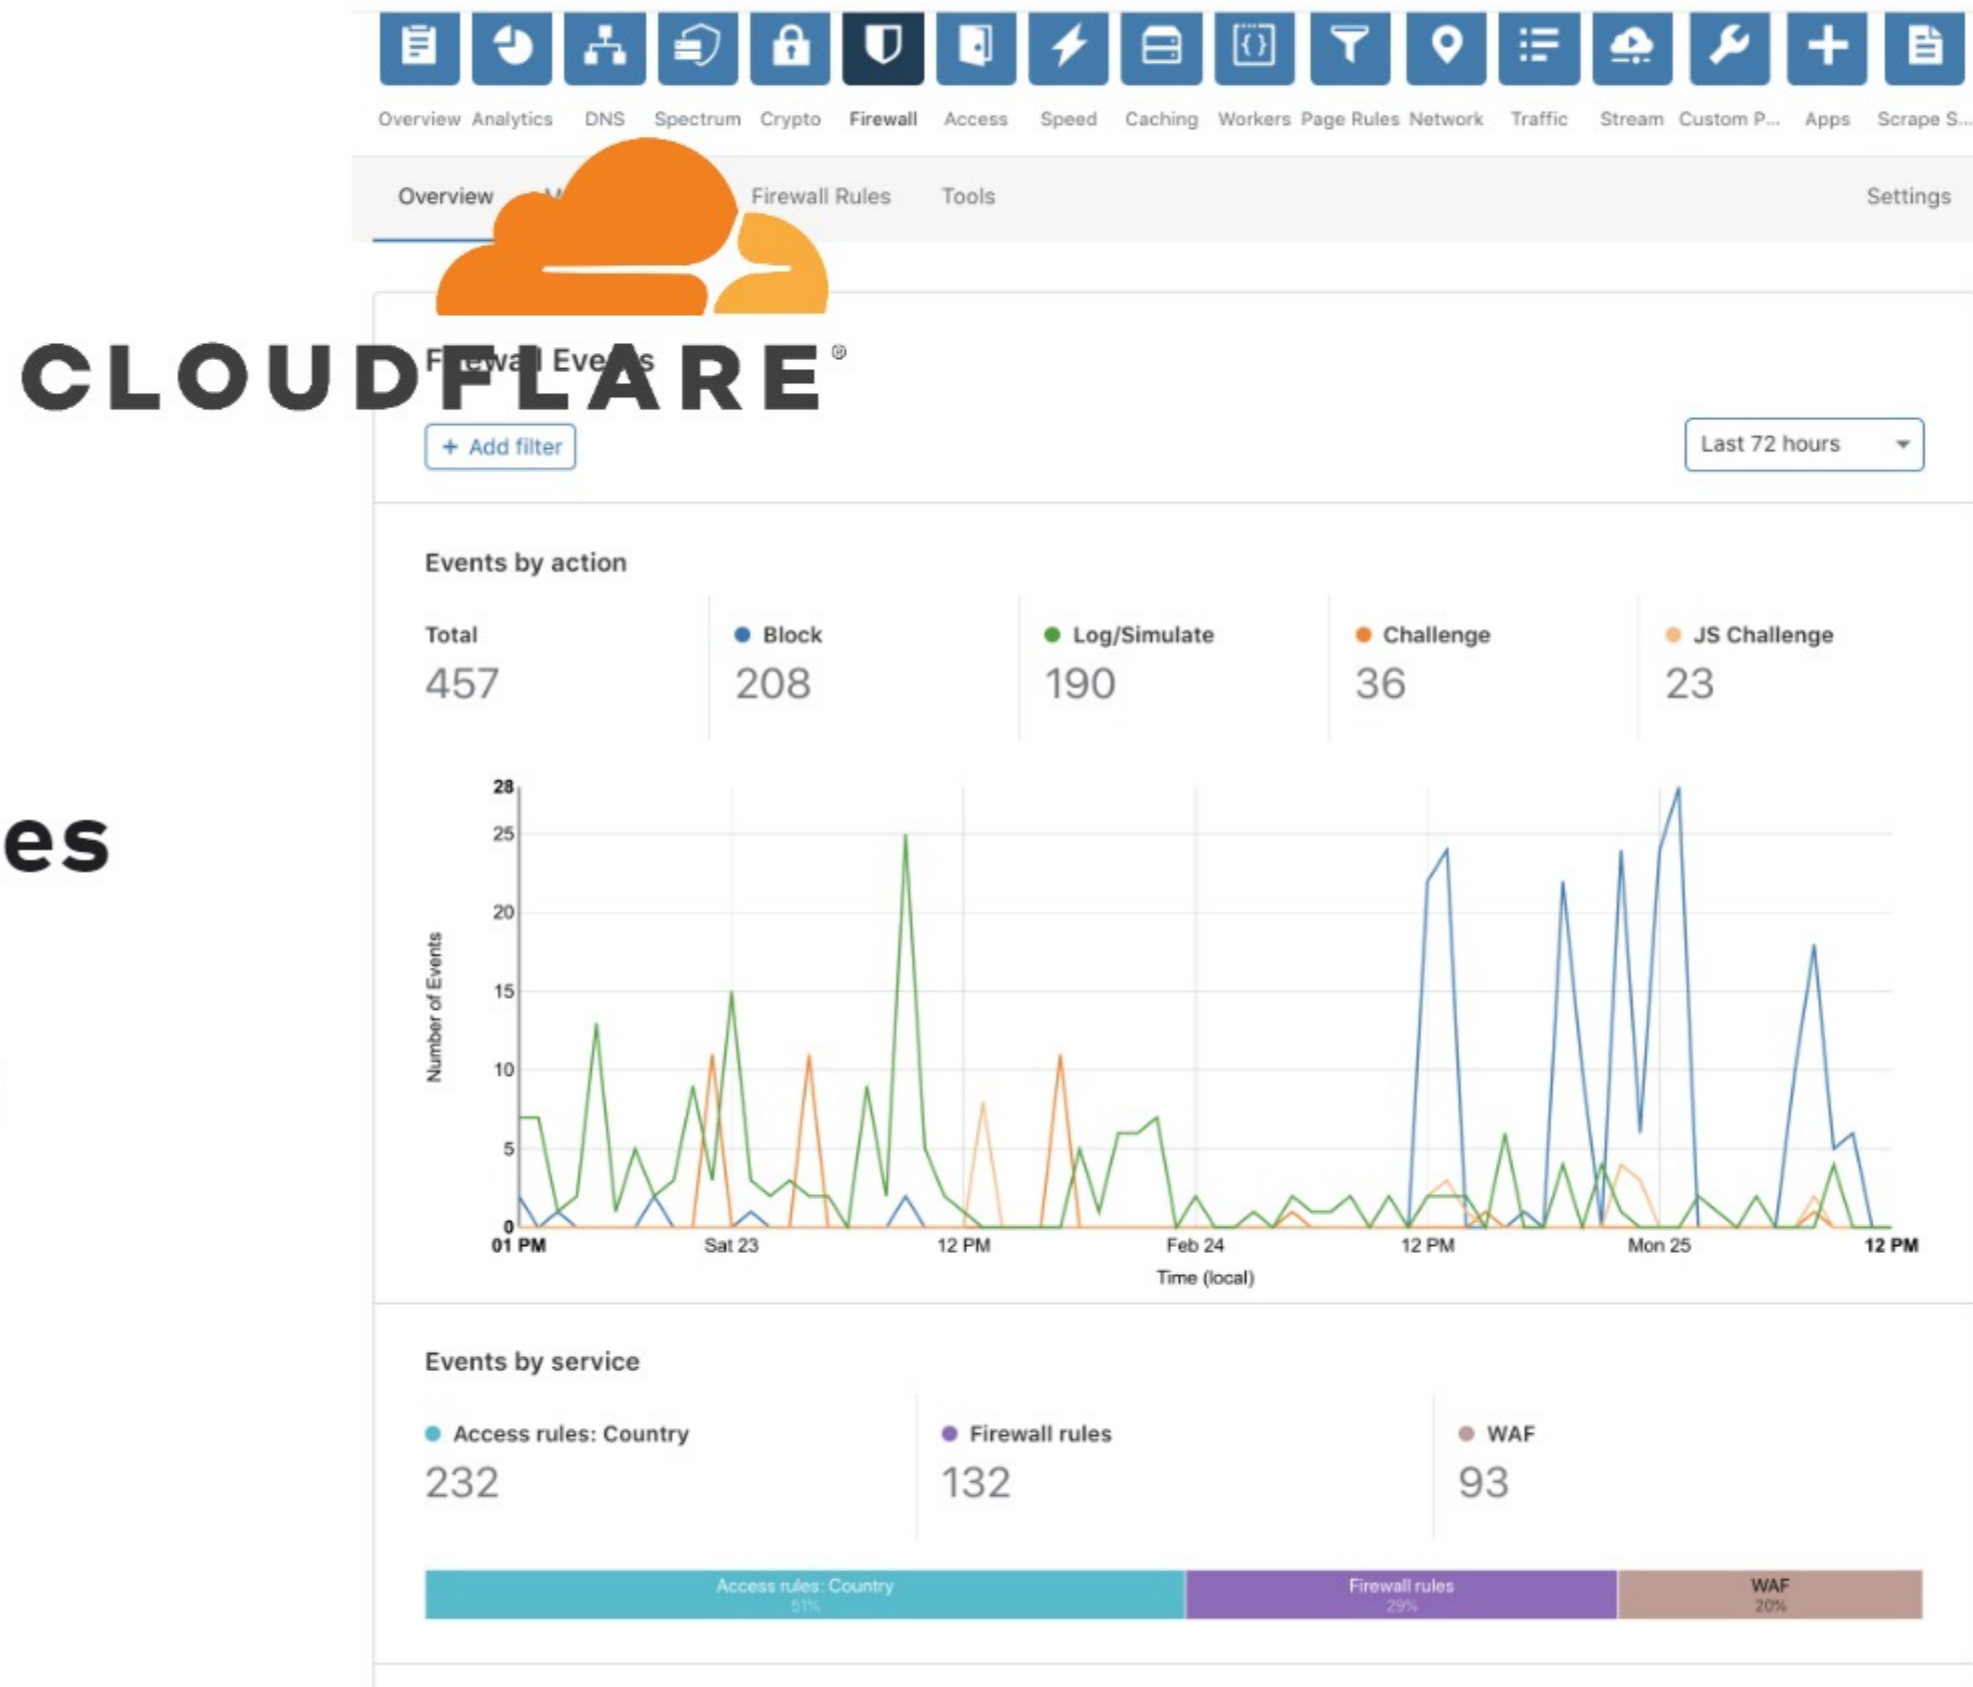 Overview Analytics DNS Spectrum Crypto Firewall Access Speed Caching Workers Page Rules Network Traffic Stream Custom P... Apps Scrape S...
Overview Firewall Rules Tools Settings
CLOUDFLARE®
Firewall Events
+ Add filter
Last 72 hours
Events by action
Total Block Log/Simulate Challenge JS Challenge
457 208 190 36 23
28
25
20
15
10
5
0
Number of Events
01 PM Sat 23 12 PM Feb 24 12 PM Mon 25 12 PM
Time (local)
es
Events by service
Access rules: Country Firewall rules WAF
232 132 93
Access rules: Country Firewall rules WAF
51% 29% 20%